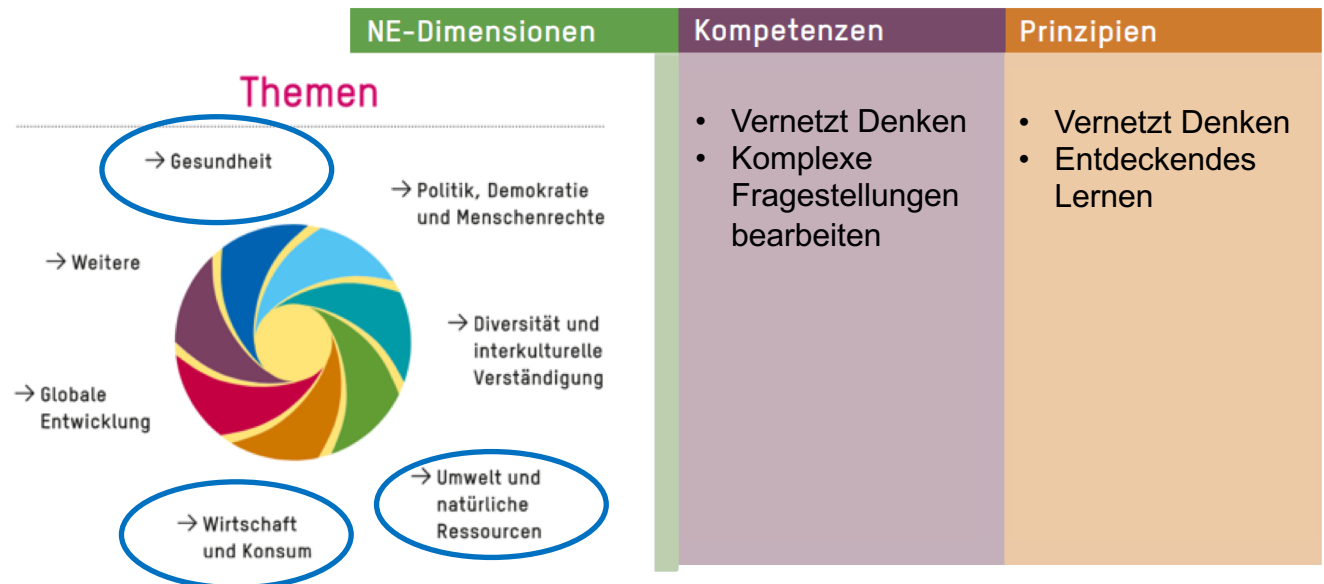 NE-Dimensionen
Kompetenzen
Prinzipien
Themen
→ Gesundheit
→ Politik, Demokratie
und Menschenrechte
→ Weitere
→ Diversität und
interkulturelle
Verständigung
→ Globale
Entwicklung
→ Umwelt und
natürliche
Ressourcen
→ Wirtschaft
und Konsum
• Vernetzt Denken
• Komplexe
Fragestellungen
bearbeiten
• Vernetzt Denken
• Entdeckendes
Lernen